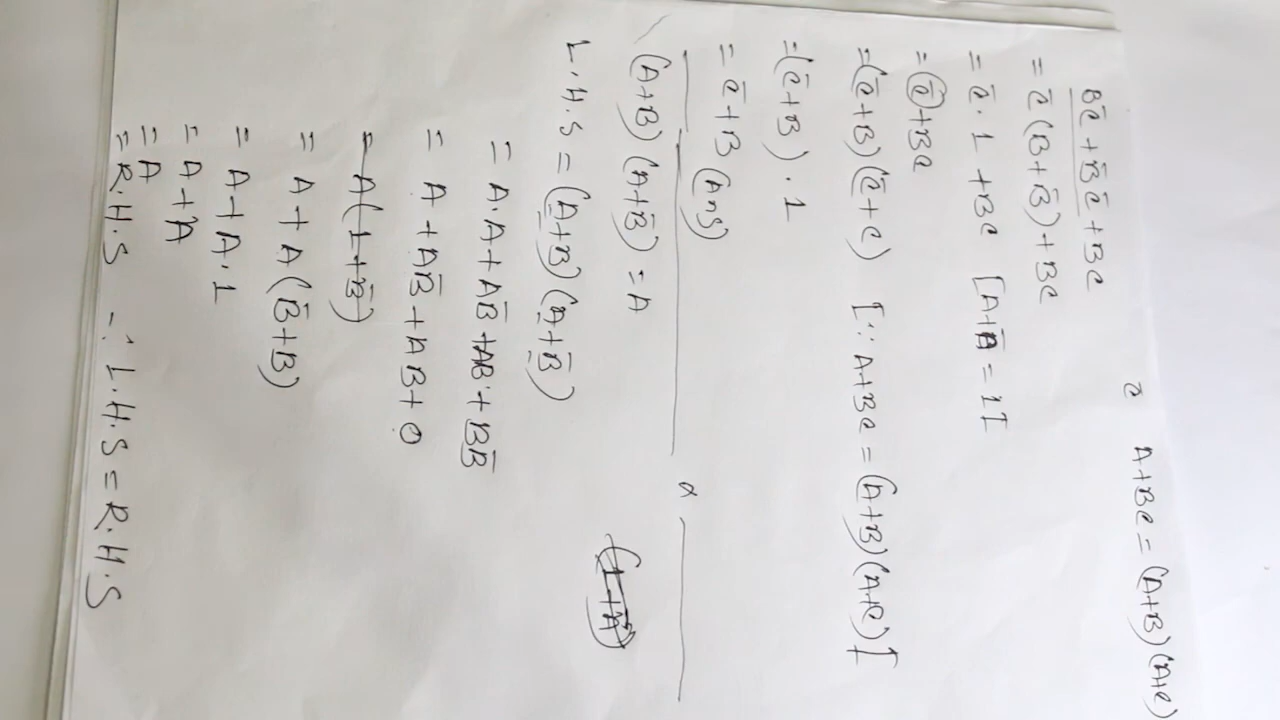 c̄ A+BC = (A+B)(A+C)
BC̄ + B̄C̄ + BC
= C̄(B+B̄)+BC
= C̄ . 1 + BC [A+Ā = 1]
= C̄+BC
= (C̄+B)(C̄+C) [∵ A+BC = (A+B)(A+C)]
= (C̄+B) . 1
= C̄+B (Ans)
α
(A+B) (A+B̄) = A
(1+A)
L.H.S = (A+B) (A+B̄)
= A.A + AB̄ + AB + BB̄
= A + AB̄ + AB + 0
= A(1+B̄)
= A + A(B̄+B)
= A + A.1
= A + A
= A
= R.H.S ∴ L.H.S = R.H.S